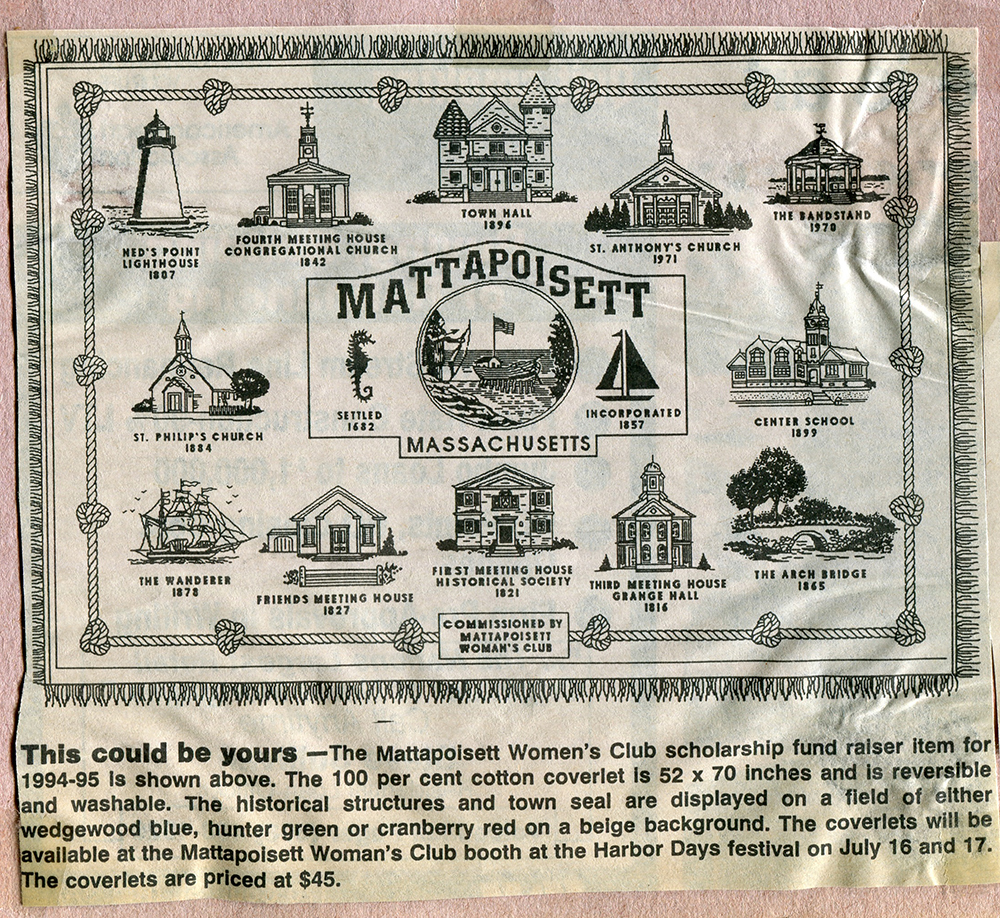 NED'S POINT
LIGHTHOUSE
1807
FOURTH MEETING HOUSE
CONGREGATIONAL CHURCH
1842
TOWN HALL
1896
ST. ANTHONY'S CHURCH
1971
THE BANDSTAND
1970
MATTAPOISETT
SETTLED
1682
INCORPORATED
1857
MASSACHUSETTS
ST. PHILIP'S CHURCH
1884
CENTER SCHOOL
1899
THE WANDERER
1878
FRIENDS MEETING HOUSE
1827
FIRST MEETING HOUSE
HISTORICAL SOCIETY
1821
THIRD MEETING HOUSE
GRANGE HALL
1816
THE ARCH BRIDGE
1865
COMMISSIONED BY
MATTAPOISETT
WOMAN'S CLUB
This could be yours —The Mattapoisett Women's Club scholarship fund raiser item for
1994-95 is shown above. The 100 per cent cotton coverlet is 52 x 70 inches and is reversible
and washable. The historical structures and town seal are displayed on a field of either
wedgewood blue, hunter green or cranberry red on a beige background. The coverlets will be
available at the Mattapoisett Woman's Club booth at the Harbor Days festival on July 16 and 17.
The coverlets are priced at $45.